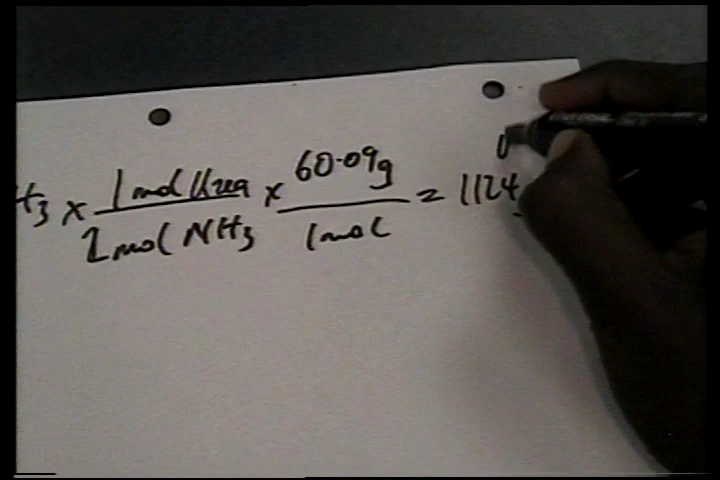 H3 × 1 mol Urea / 2 mol NH3 × 60.09g / 1 mol = 1124